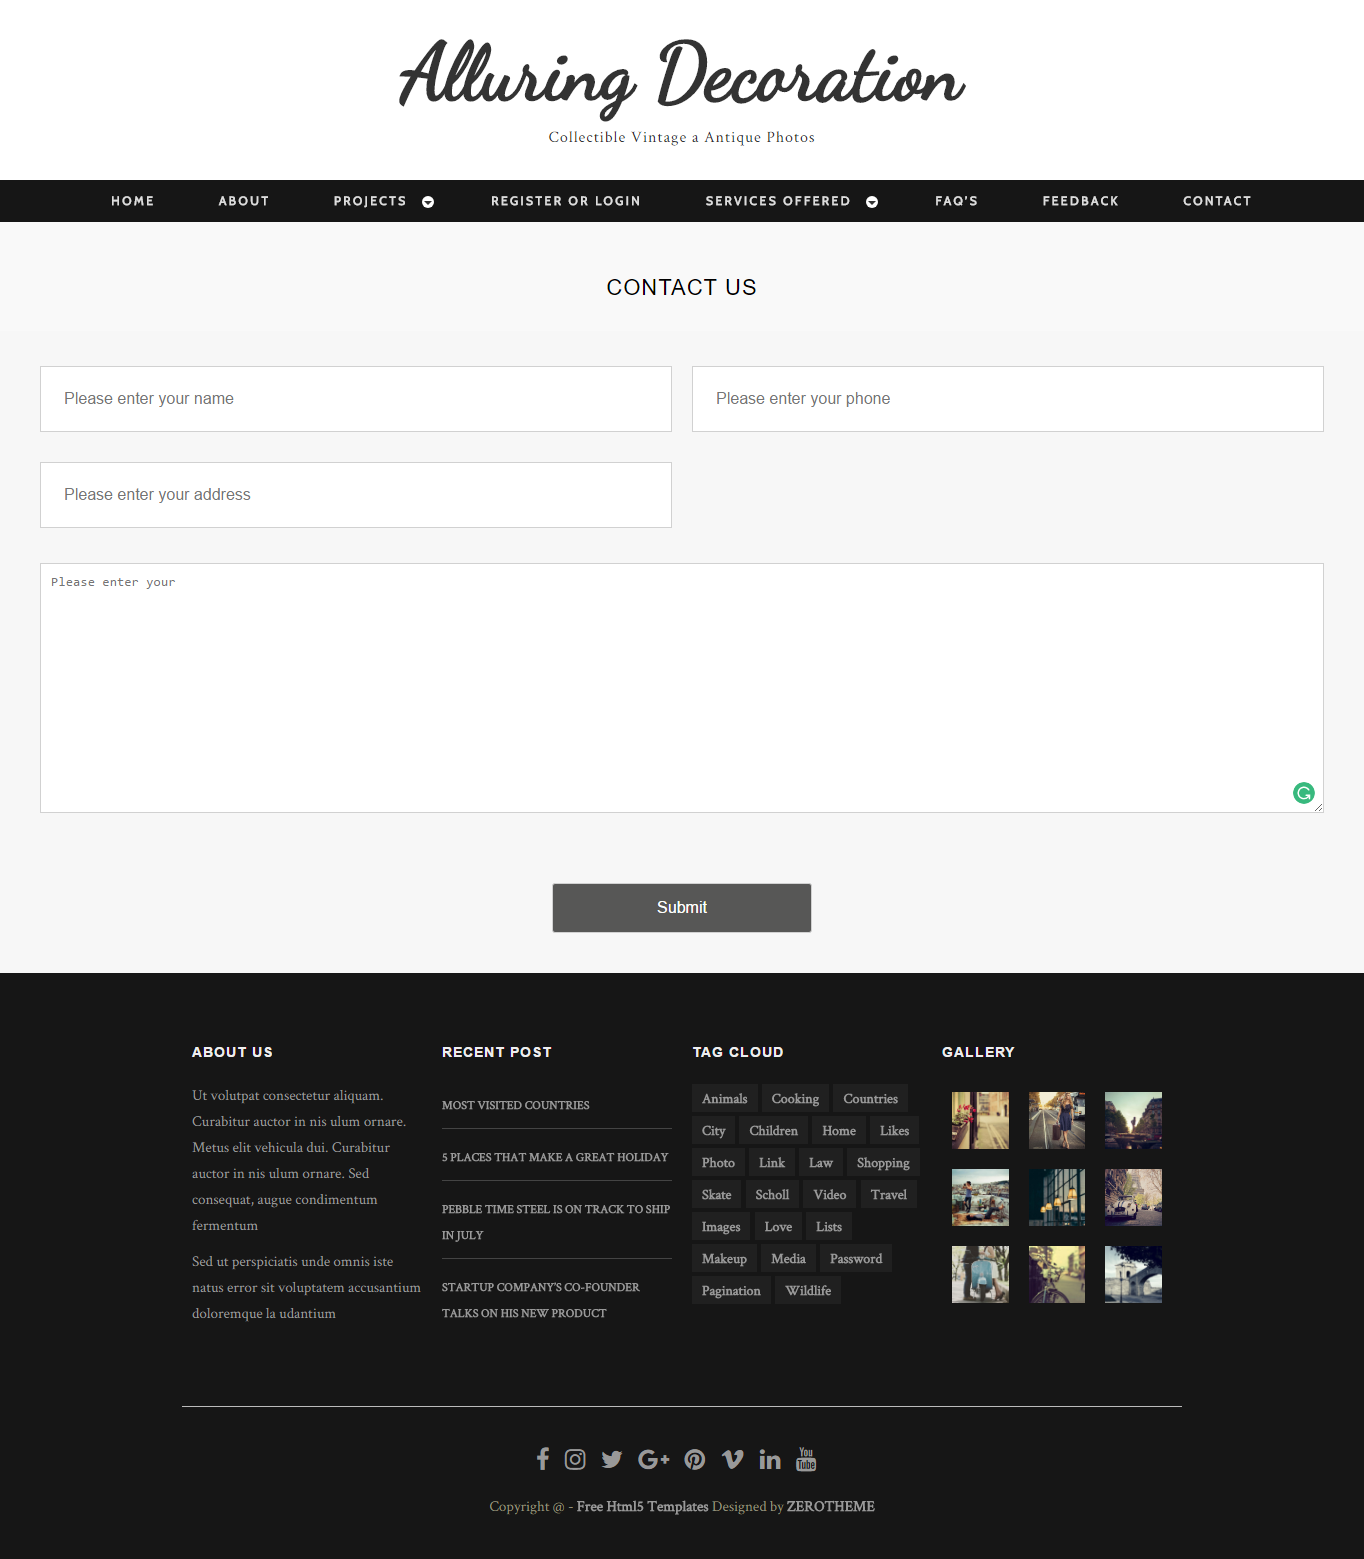 Alluring Decoration
Collectible Vintage a Antique Photos
HOME ABOUT PROJECTS REGISTER OR LOGIN SERVICES OFFERED FAQ'S FEEDBACK CONTACT
CONTACT US
Please enter your name
Please enter your phone
Please enter your address
Please enter your
Submit
ABOUT US
Ut volutpat consectetur aliquam.
Curabitur auctor in nis ulum ornare.
Metus elit vehicula dui. Curabitur
auctor in nis ulum ornare. Sed
consequat, augue condimentum
fermentum
Sed ut perspiciatis unde omnis iste
natus error sit voluptatem accusantium
doloremque la udantium
RECENT POST
MOST VISITED COUNTRIES
5 PLACES THAT MAKE A GREAT HOLIDAY
PEBBLE TIME STEEL IS ON TRACK TO SHIP
IN JULY
STARTUP COMPANY'S CO-FOUNDER
TALKS ON HIS NEW PRODUCT
TAG CLOUD
Animals Cooking Countries
City Children Home Likes
Photo Link Law Shopping
Skate Scholl Video Travel
Images Love Lists
Makeup Media Password
Pagination Wildlife
GALLERY
You
Tube
Copyright @ - Free Html5 Templates Designed by ZEROTHEME